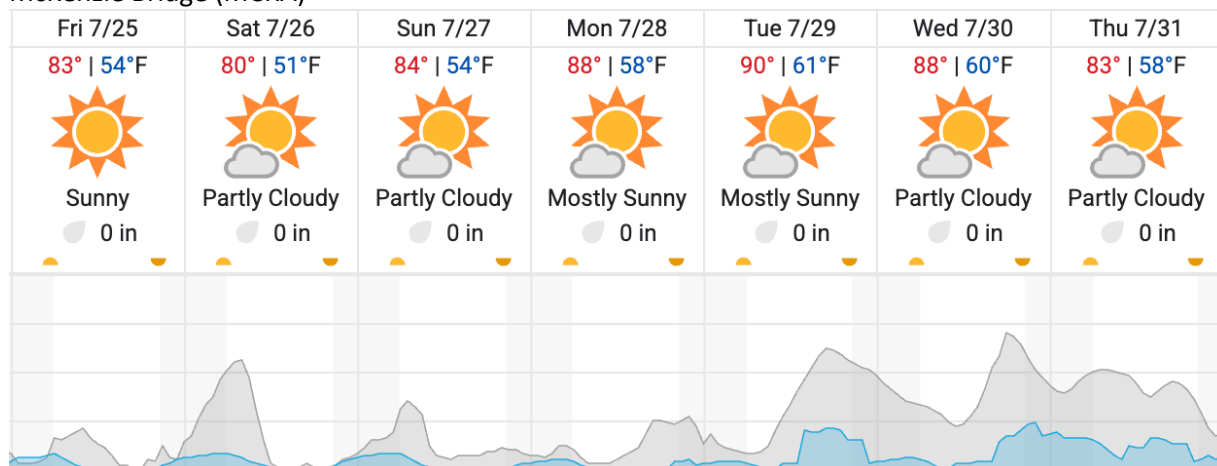 McKenzie Bridge
Fri 7/25 Sat 7/26 Sun 7/27 Mon 7/28 Tue 7/29 Wed 7/30 Thu 7/31
83° | 54°F 80° | 51°F 84° | 54°F 88° | 58°F 90° | 61°F 88° | 60°F 83° | 58°F
Sunny Partly Cloudy Partly Cloudy Mostly Sunny Mostly Sunny Partly Cloudy Partly Cloudy
0 in 0 in 0 in 0 in 0 in 0 in 0 in